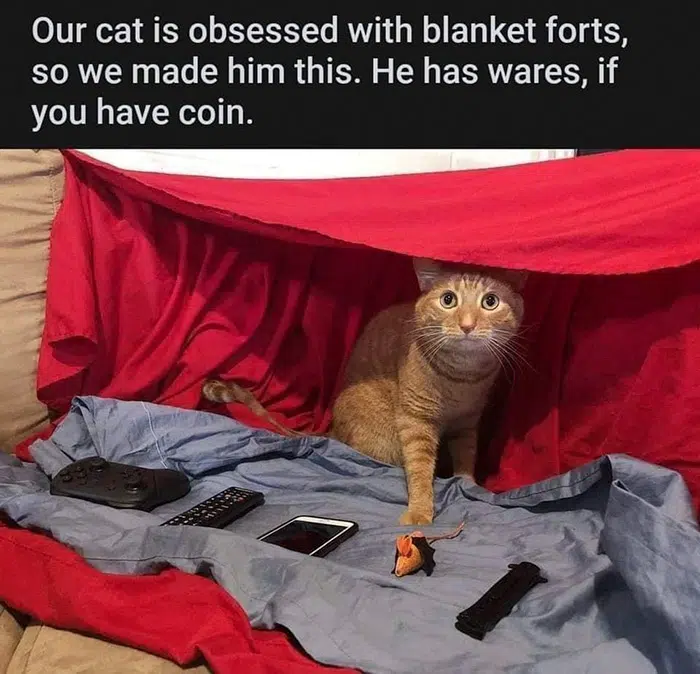 Our cat is obsessed with blanket forts,
so we made him this. He has wares, if
you have coin.